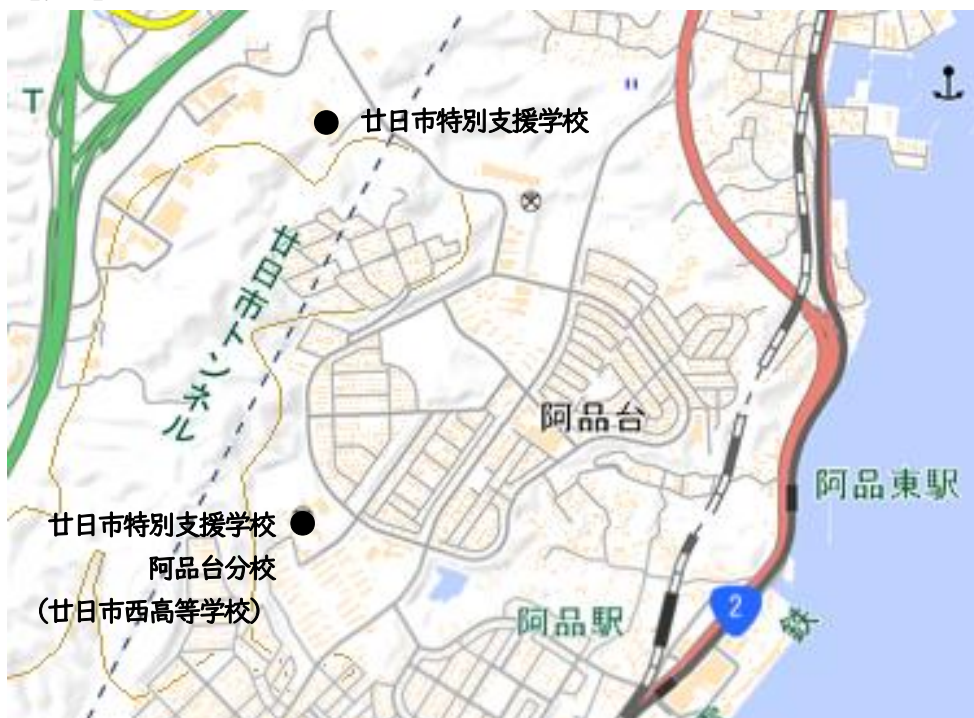 廿日市特別支援学校
廿日市トンネル
阿品台
阿品東駅
廿日市特別支援学校
阿品台分校
（廿日市西高等学校）
阿品駅
2
鉄